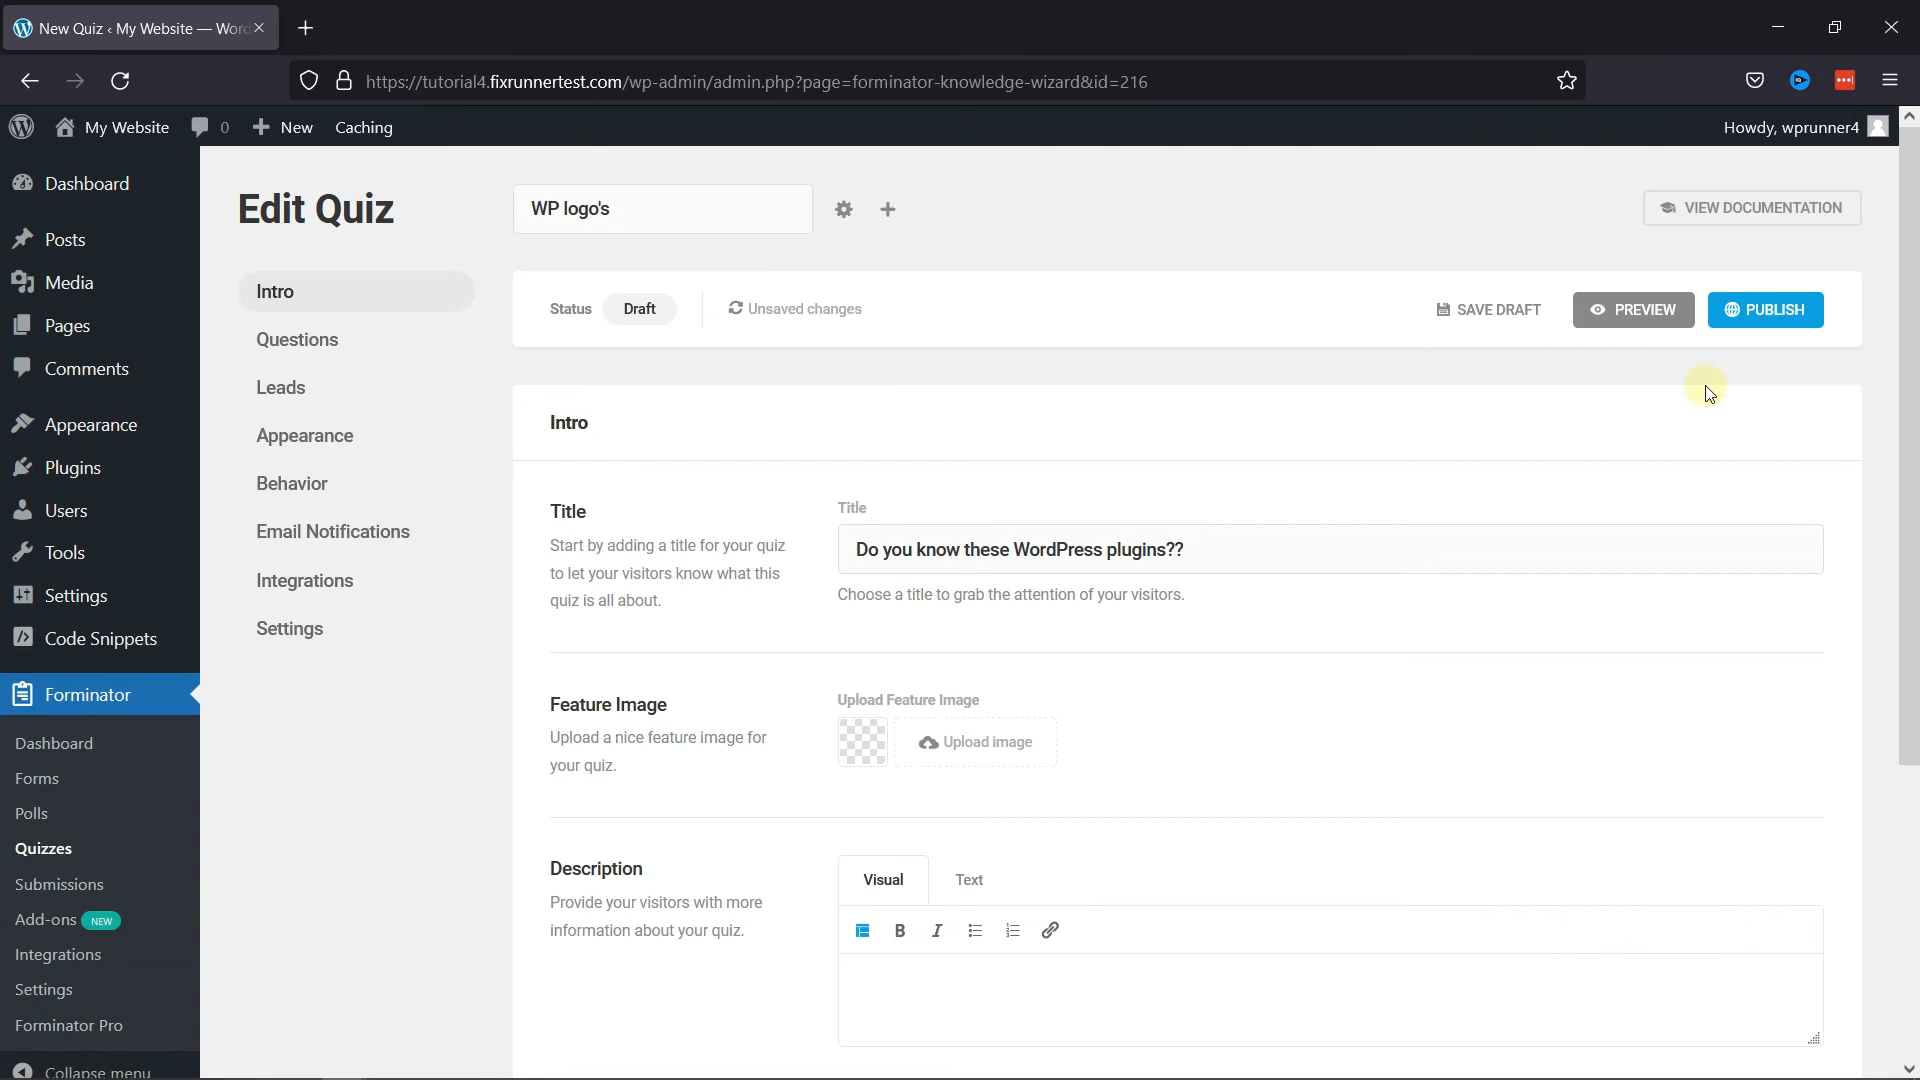 New Quiz ‹ My Website — Word
https://tutorial4.fixrunnertest.com/wp-admin/admin.php?page=forminator-knowledge-wizard&id=216
My Website
0
New
Caching
Howdy, wprunner4
Dashboard
Posts
Media
Pages
Comments
Appearance
Plugins
Users
Tools
Settings
Code Snippets
Forminator
Dashboard
Forms
Polls
Quizzes
Submissions
Add-ons NEW
Integrations
Settings
Forminator Pro
Collapse menu
Edit Quiz
WP logo's
VIEW DOCUMENTATION
Intro
Questions
Leads
Appearance
Behavior
Email Notifications
Integrations
Settings
Status Draft
Unsaved changes
SAVE DRAFT
PREVIEW
PUBLISH
Intro
Title
Start by adding a title for your quiz
to let your visitors know what this
quiz is all about.
Title
Do you know these WordPress plugins??
Choose a title to grab the attention of your visitors.
Feature Image
Upload a nice feature image for
your quiz.
Upload Feature Image
Upload image
Description
Provide your visitors with more
information about your quiz.
Visual
Text
B
I